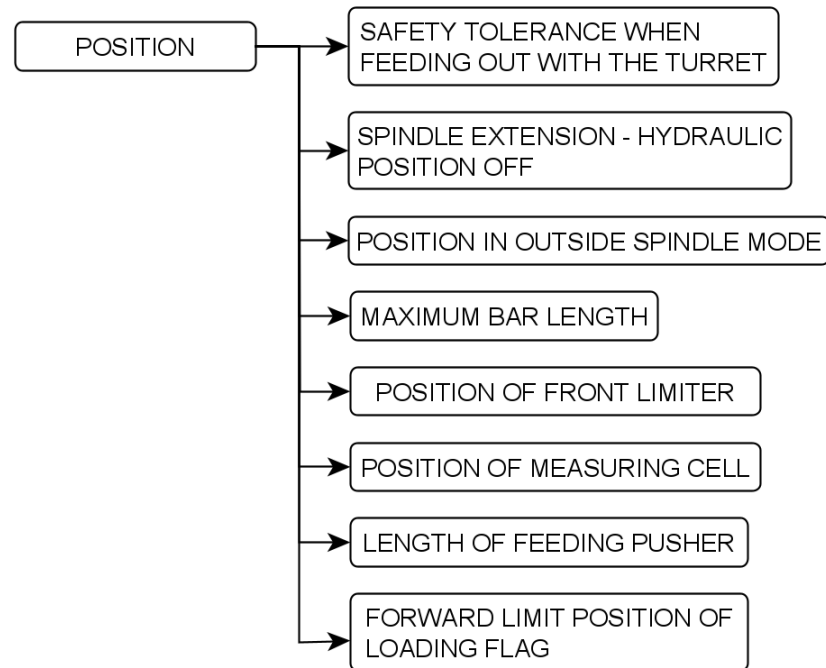 POSITION
SAFETY TOLERANCE WHEN
FEEDING OUT WITH THE TURRET
SPINDLE EXTENSION - HYDRAULIC
POSITION OFF
POSITION IN OUTSIDE SPINDLE MODE
MAXIMUM BAR LENGTH
POSITION OF FRONT LIMITER
POSITION OF MEASURING CELL
LENGTH OF FEEDING PUSHER
FORWARD LIMIT POSITION OF
LOADING FLAG